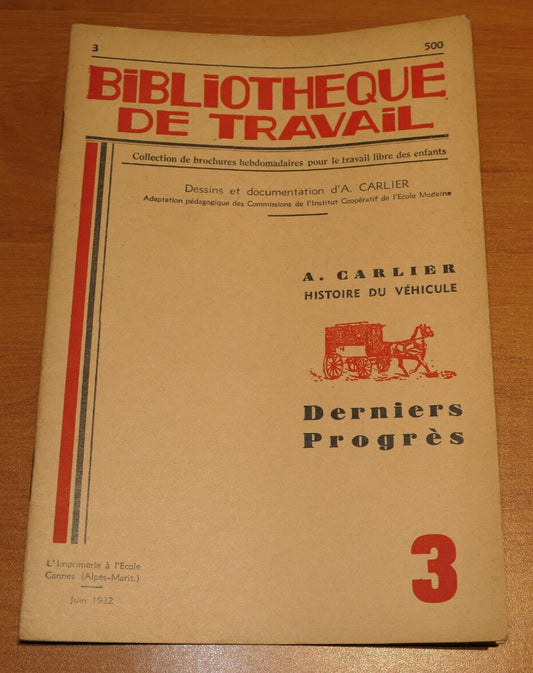 3
500
BiBLiOTHEQUE
DE TRAVAiL
Collection de brochures hebdomadaires pour le travail libre des enfants
Dessins et documentation d'A. CARLIER
Adaptation pédagogique des Commissions de l'Institut Coopératif de l'Ecole Moderne
A. CARLIER
HISTOIRE DU VÉHICULE
Derniers
Progrès
3
L'Imprimerie à l'Ecole
Cannes (Alpes-Marit.)
Juin 1932